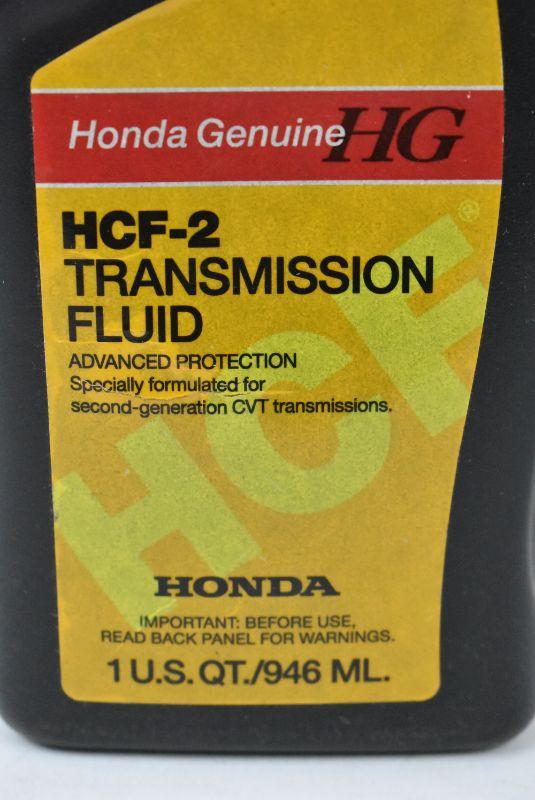 Honda Genuine HG
HCF-2
TRANSMISSION
FLUID
ADVANCED PROTECTION
Specially formulated for
second-generation CVT transmissions.
HCF®
HONDA
IMPORTANT: BEFORE USE,
READ BACK PANEL FOR WARNINGS.
1 U.S. QT./946 ML.